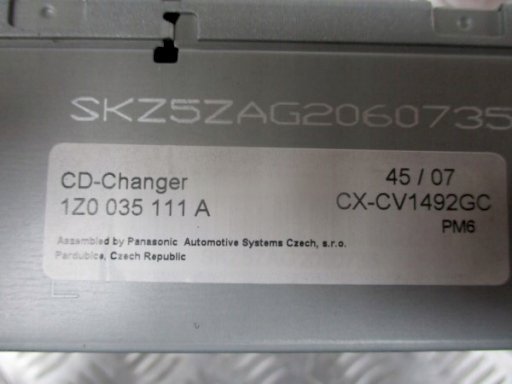 SKZ5ZAG2060735
CD-Changer
1Z0 035 111 A
45 / 07
CX-CV1492GC
PM6
Assembled by Panasonic Automotive Systems Czech, s.r.o.
Pardubice, Czech Republic